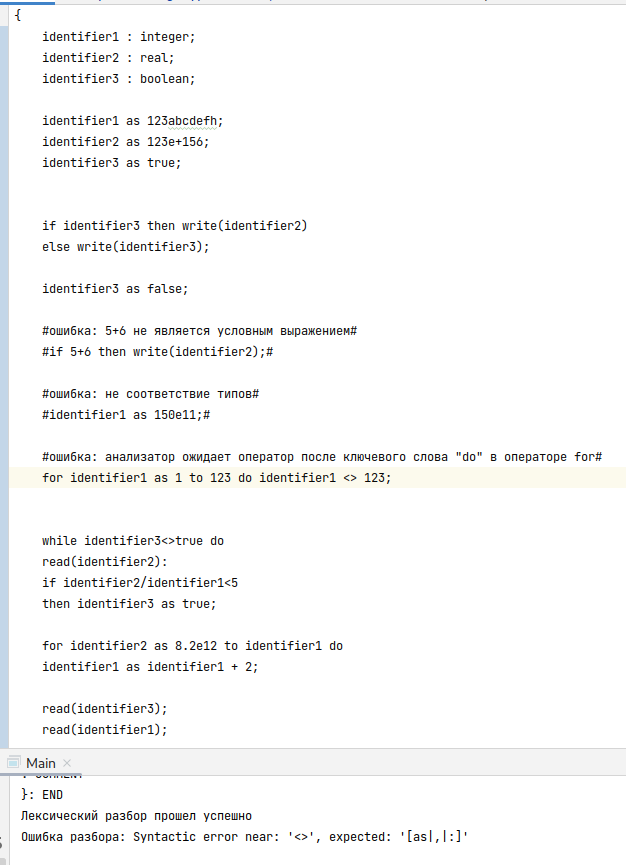 {
identifier1 : integer;
identifier2 : real;
identifier3 : boolean;
identifier1 as 123abcdefh;
identifier2 as 123e+156;
identifier3 as true;
if identifier3 then write(identifier2)
else write(identifier3);
identifier3 as false;
#ошибка: 5+6 не является условным выражением#
#if 5+6 then write(identifier2);#
#ошибка: не соответствие типов#
#identifier1 as 150e11;#
#ошибка: анализатор ожидает оператор после ключевого слова "do" в операторе for#
for identifier1 as 1 to 123 do identifier1 <> 123;
while identifier3<>true do
read(identifier2):
if identifier2/identifier1<5
then identifier3 as true;
for identifier2 as 8.2e12 to identifier1 do
identifier1 as identifier1 + 2;
read(identifier3);
read(identifier1);
Main
}: END
Лексический разбор прошел успешно
Ошибка разбора: Syntactic error near: '<>', expected: '[as|,|:]'